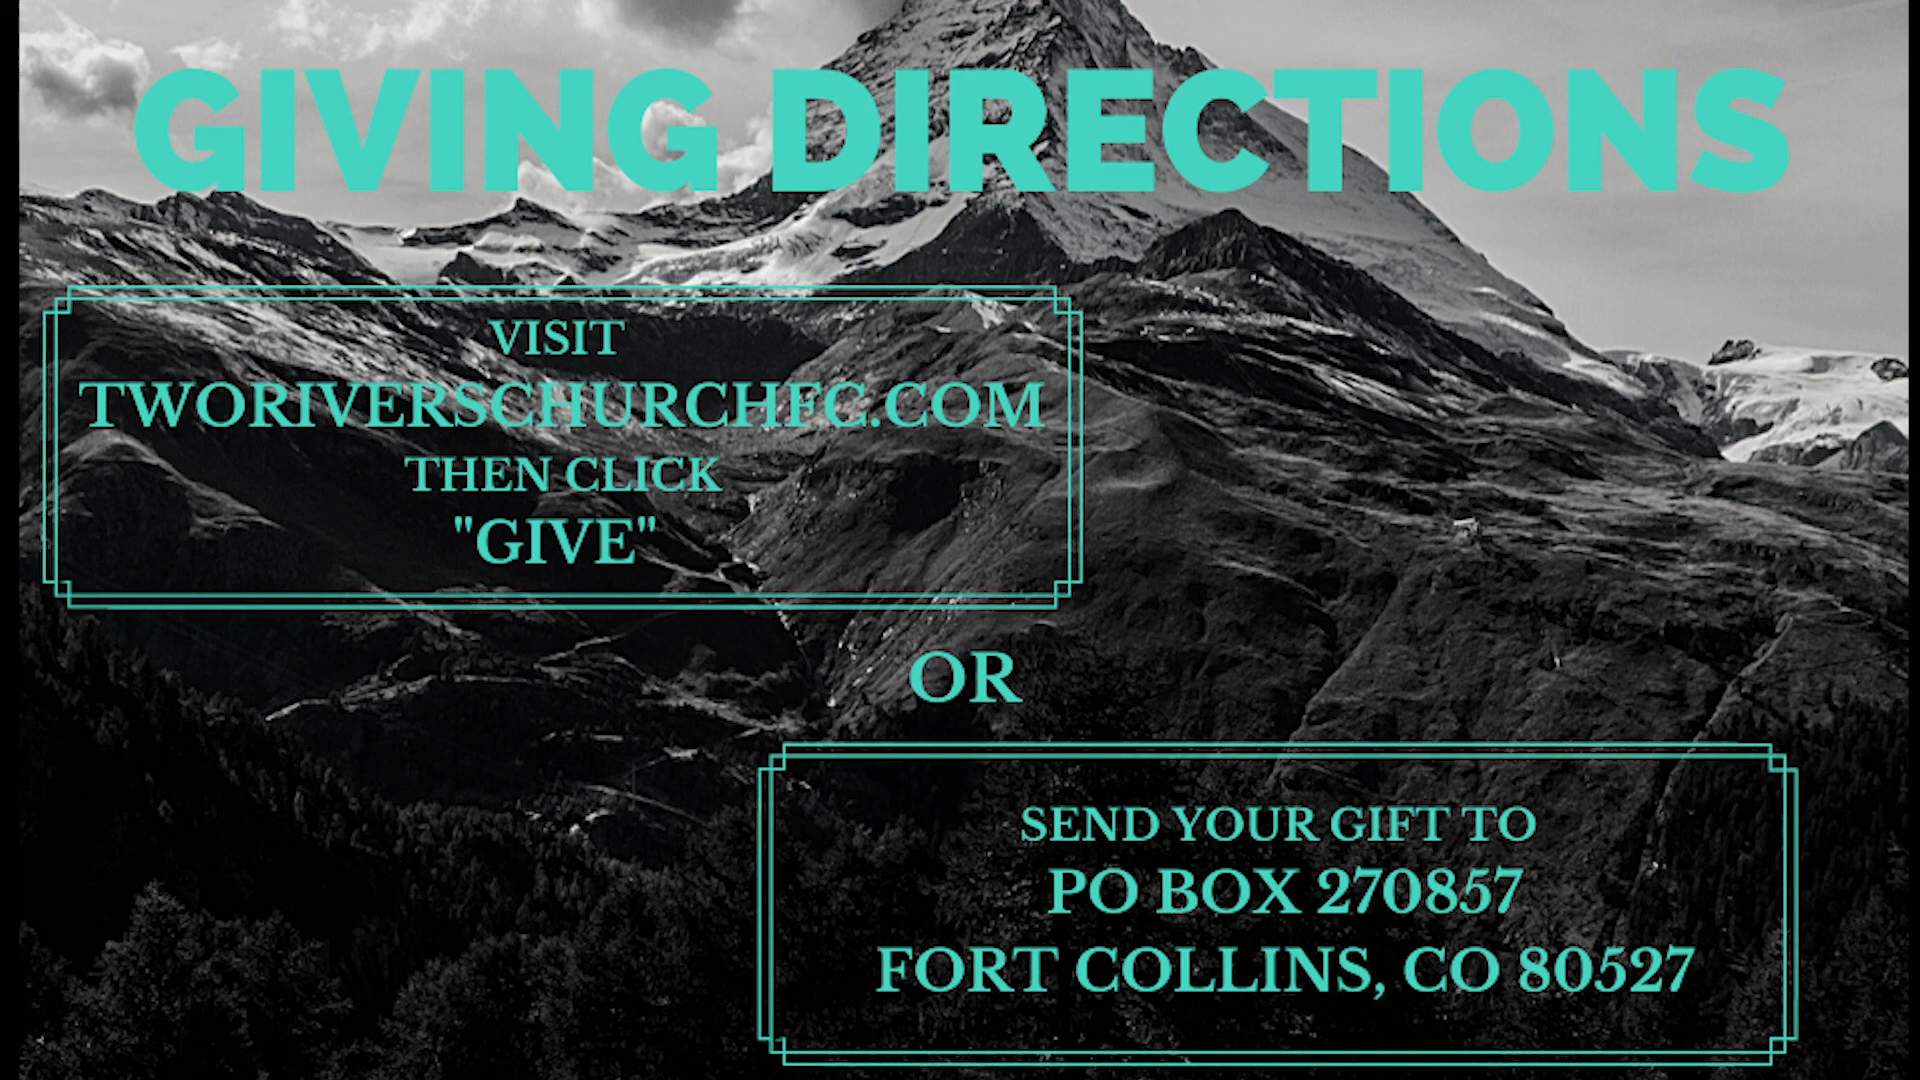 GIVING DIRECTIONS
VISIT
TWORIVERSCHURCHFC.COM
THEN CLICK
"GIVE"
OR
SEND YOUR GIFT TO
PO BOX 270857
FORT COLLINS, CO 80527